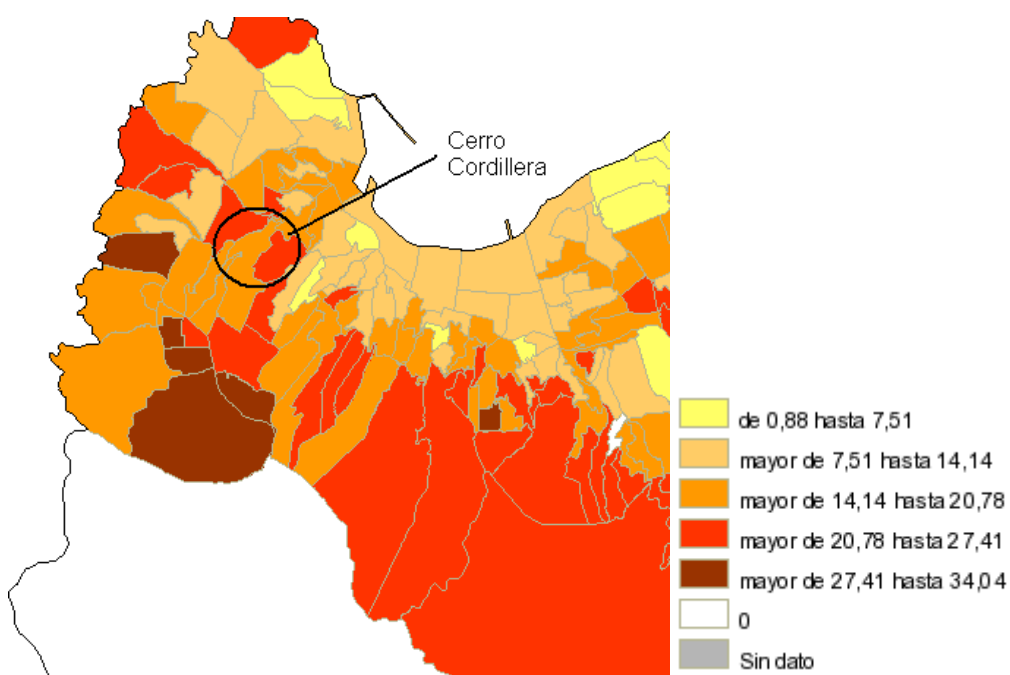 Cerro
Cordillera
de 0,88 hasta 7,51
mayor de 7,51 hasta 14,14
mayor de 14,14 hasta 20,78
mayor de 20,78 hasta 27,41
mayor de 27,41 hasta 34,04
0
Sin dato